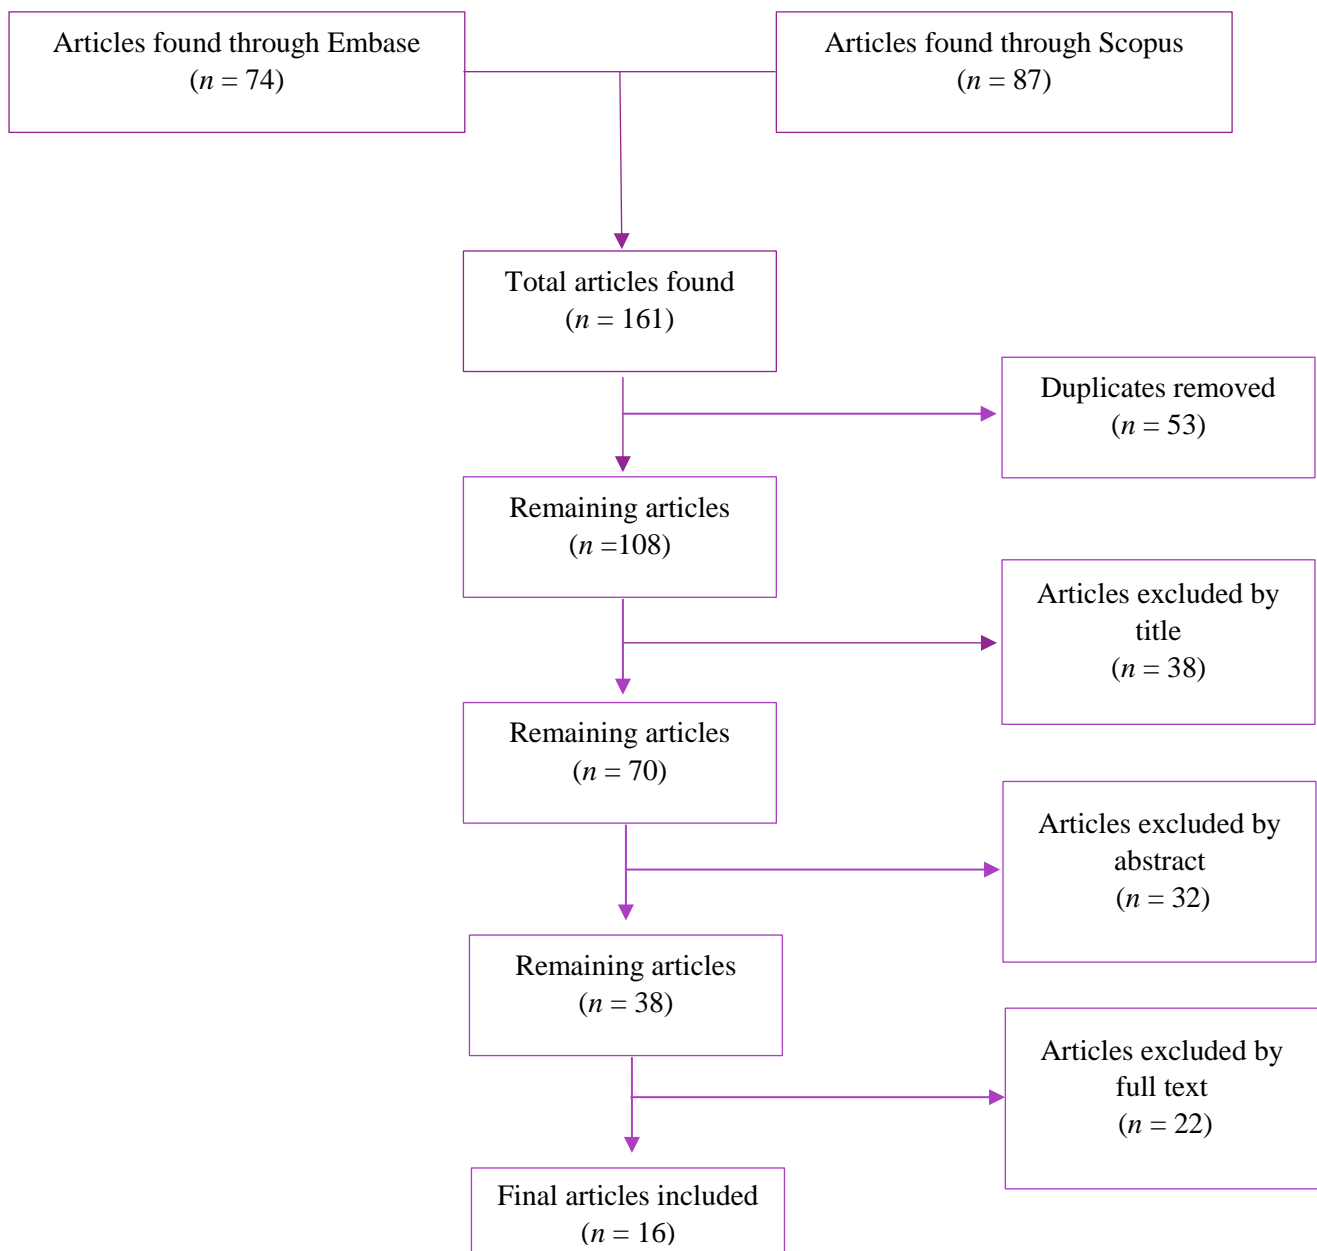 Articles found through Embase
(n = 74)
Articles found through Scopus
(n = 87)
Total articles found
(n = 161)
Duplicates removed
(n = 53)
Remaining articles
(n =108)
Articles excluded by
title
(n = 38)
Remaining articles
(n = 70)
Articles excluded by
abstract
(n = 32)
Remaining articles
(n = 38)
Articles excluded by
full text
(n = 22)
Final articles included
(n = 16)